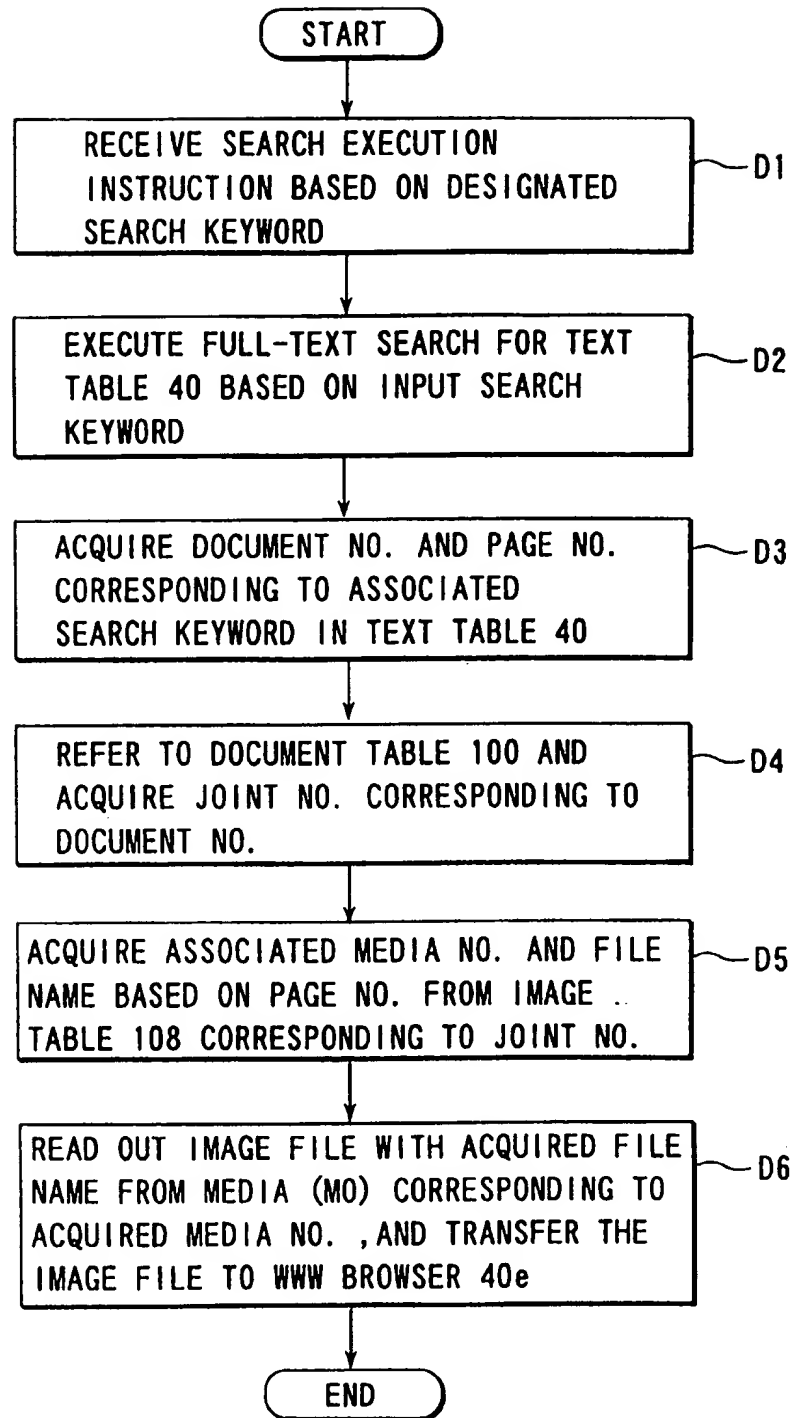 START
RECEIVE SEARCH EXECUTION
INSTRUCTION BASED ON DESIGNATED
SEARCH KEYWORD
D1
EXECUTE FULL-TEXT SEARCH FOR TEXT
TABLE 40 BASED ON INPUT SEARCH
KEYWORD
D2
ACQUIRE DOCUMENT NO. AND PAGE NO.
CORRESPONDING TO ASSOCIATED
SEARCH KEYWORD IN TEXT TABLE 40
D3
REFER TO DOCUMENT TABLE 100 AND
ACQUIRE JOINT NO. CORRESPONDING TO
DOCUMENT NO.
D4
ACQUIRE ASSOCIATED MEDIA NO. AND FILE
NAME BASED ON PAGE NO. FROM IMAGE
TABLE 108 CORRESPONDING TO JOINT NO.
D5
READ OUT IMAGE FILE WITH ACQUIRED FILE
NAME FROM MEDIA (MO) CORRESPONDING TO
ACQUIRED MEDIA NO. ,AND TRANSFER THE
IMAGE FILE TO WWW BROWSER 40e
D6
END